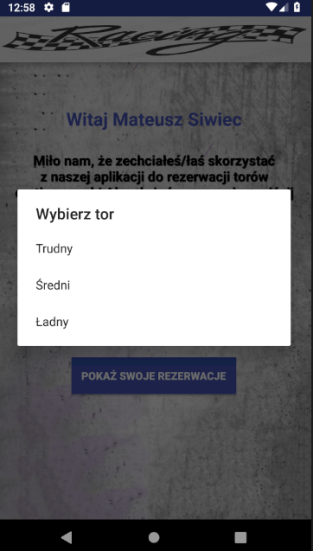 12:58
Racing
Witaj Mateusz Siwiec
Miło nam, że zechciałeś/łaś skorzystać
z naszej aplikacji do rezerwacji torów
Wybierz tor
Trudny
Średni
Ładny
POKAŻ SWOJE REZERWACJE